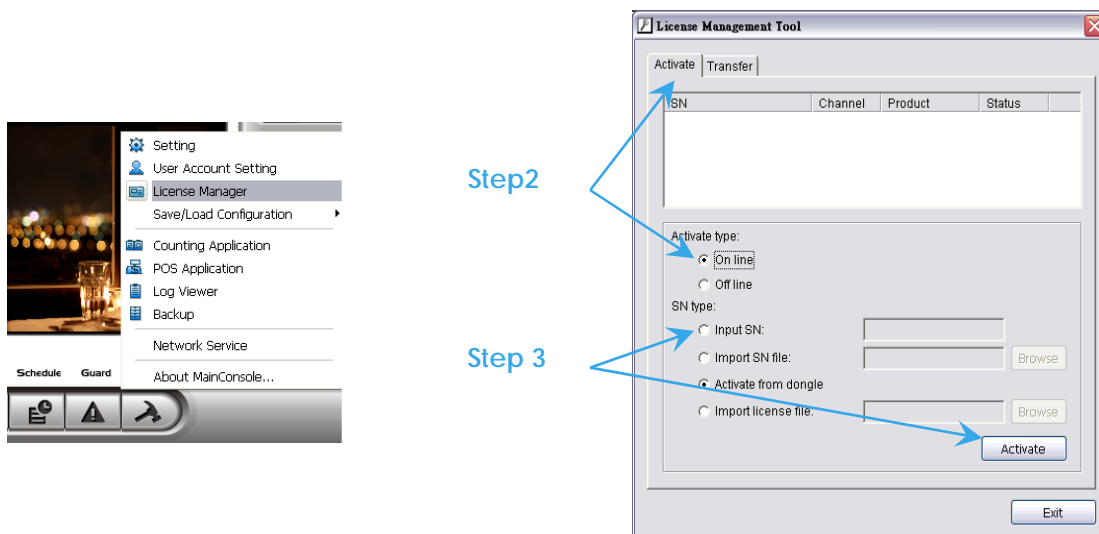 Setting
User Account Setting
License Manager
Save/Load Configuration
Counting Application
POS Application
Log Viewer
Backup
Network Service
About MainConsole...
Schedule Guard
Step2
Step 3
License Management Tool
Activate Transfer
SN Channel Product Status
Activate type:
On line
Off line
SN type:
Input SN:
Import SN file: Browse
Activate from dongle
Import license file. Browse
Activate
Exit